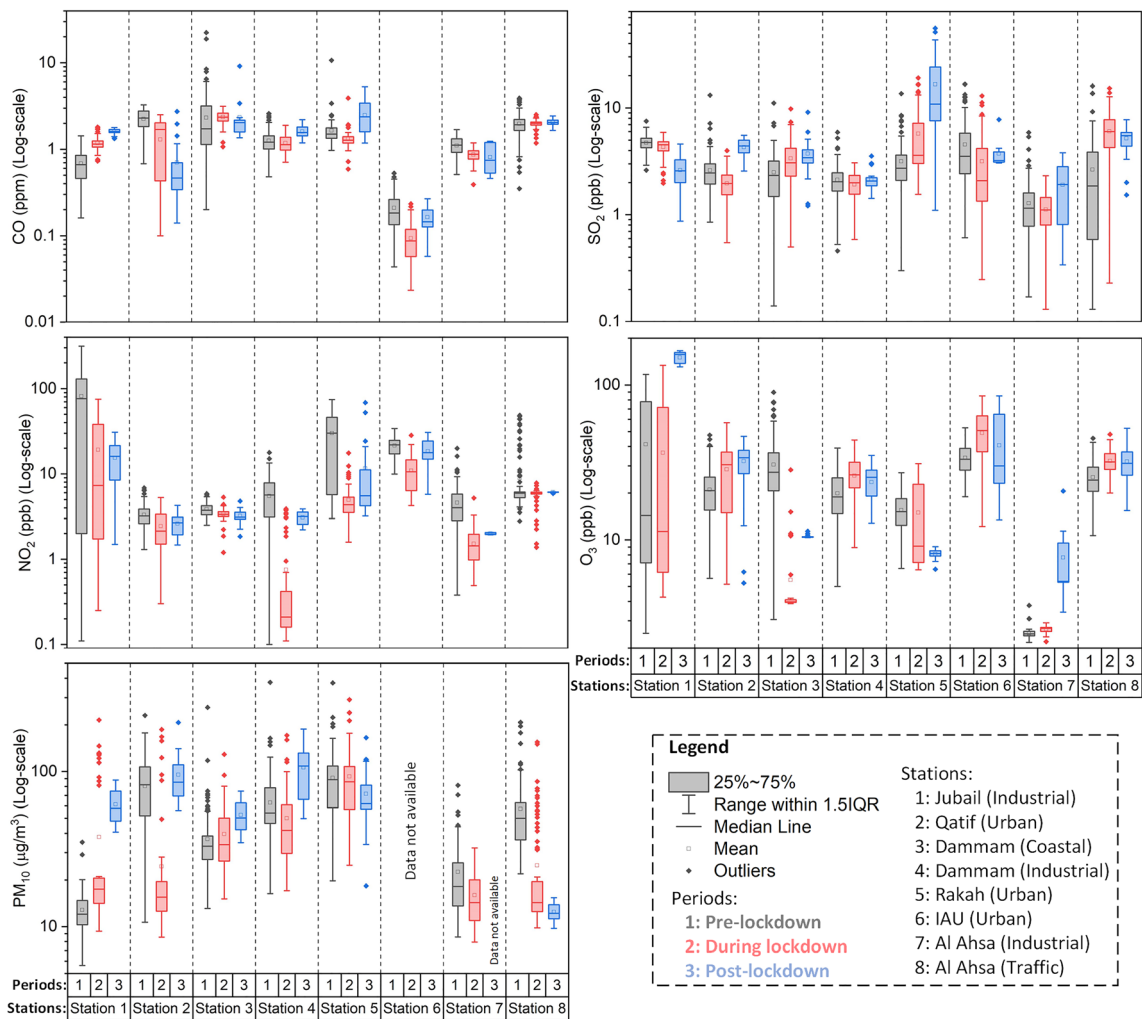 CO (ppm) (Log-scale)
10
1
0.1
0.01
SO2 (ppb) (Log-scale)
10
1
0.1
NO2 (ppb) (Log-scale)
100
10
1
0.1
O3 (ppb) (Log-scale)
100
10
Periods: 1 2 3 1 2 3 1 2 3 1 2 3 1 2 3 1 2 3 1 2 3 1 2 3
Stations: Station 1 Station 2 Station 3 Station 4 Station 5 Station 6 Station 7 Station 8
PM10 (µg/m³) (Log-scale)
100
10
Data not available
Data not available
Periods: 1 2 3 1 2 3 1 2 3 1 2 3 1 2 3 1 2 3 1 2 3 1 2 3
Stations: Station 1 Station 2 Station 3 Station 4 Station 5 Station 6 Station 7 Station 8
Legend
25%~75%
Range within 1.5IQR
Median Line
Mean
Outliers
Periods:
1: Pre-lockdown
2: During lockdown
3: Post-lockdown
Stations:
1: Jubail (Industrial)
2: Qatif (Urban)
3: Dammam (Coastal)
4: Dammam (Industrial)
5: Rakah (Urban)
6: IAU (Urban)
7: Al Ahsa (Industrial)
8: Al Ahsa (Traffic)